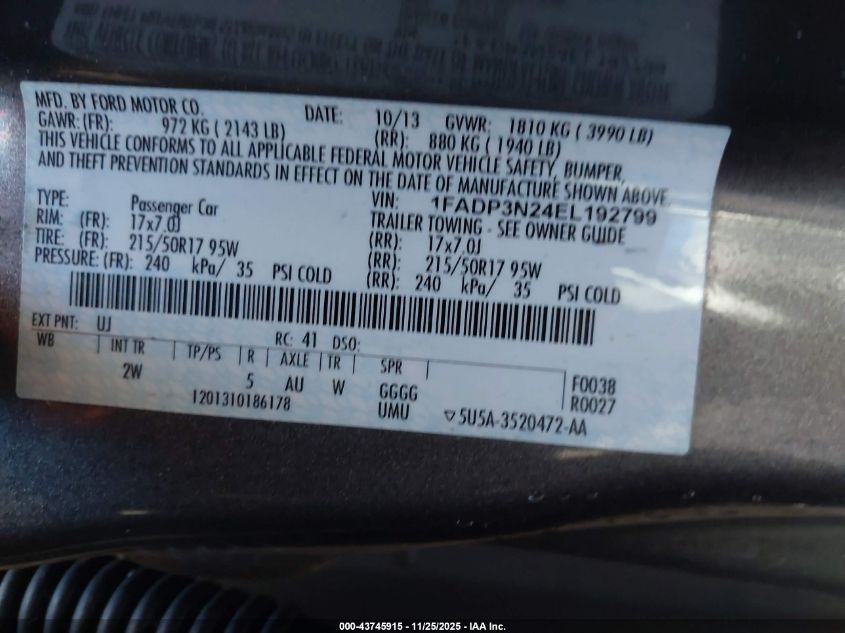 MFD. BY FORD MOTOR CO. DATE: 10/13 GVWR: 1810 KG ( 3990 LB)
GAWR: (FR): 972 KG ( 2143 LB) (RR): 880 KG ( 1940 LB)
THIS VEHICLE CONFORMS TO ALL APPLICABLE FEDERAL MOTOR VEHICLE SAFETY, BUMPER,
AND THEFT PREVENTION STANDARDS IN EFFECT ON THE DATE OF MANUFACTURE SHOWN ABOVE.
VIN: 1FADP3N24EL192799
TYPE: Passenger Car TRAILER TOWING - SEE OWNER GUIDE
RIM: (FR): 17x7.0J (RR): 17x7.0J
TIRE: (FR): 215/50R17 95W (RR): 215/50R17 95W
PRESSURE: (FR): 240 kPa/ 35 PSI COLD (RR): 240 kPa/ 35 PSI COLD
EXT PNT: UJ RC: 41 DSO:
WB INT TR TP/PS R AXLE TR SPR
2W 5 AU W GGGG F0038
1201310186178 UMU R0027
▽5U5A-3520472-AA
000-43745915 - 11/25/2025 - IAA Inc.